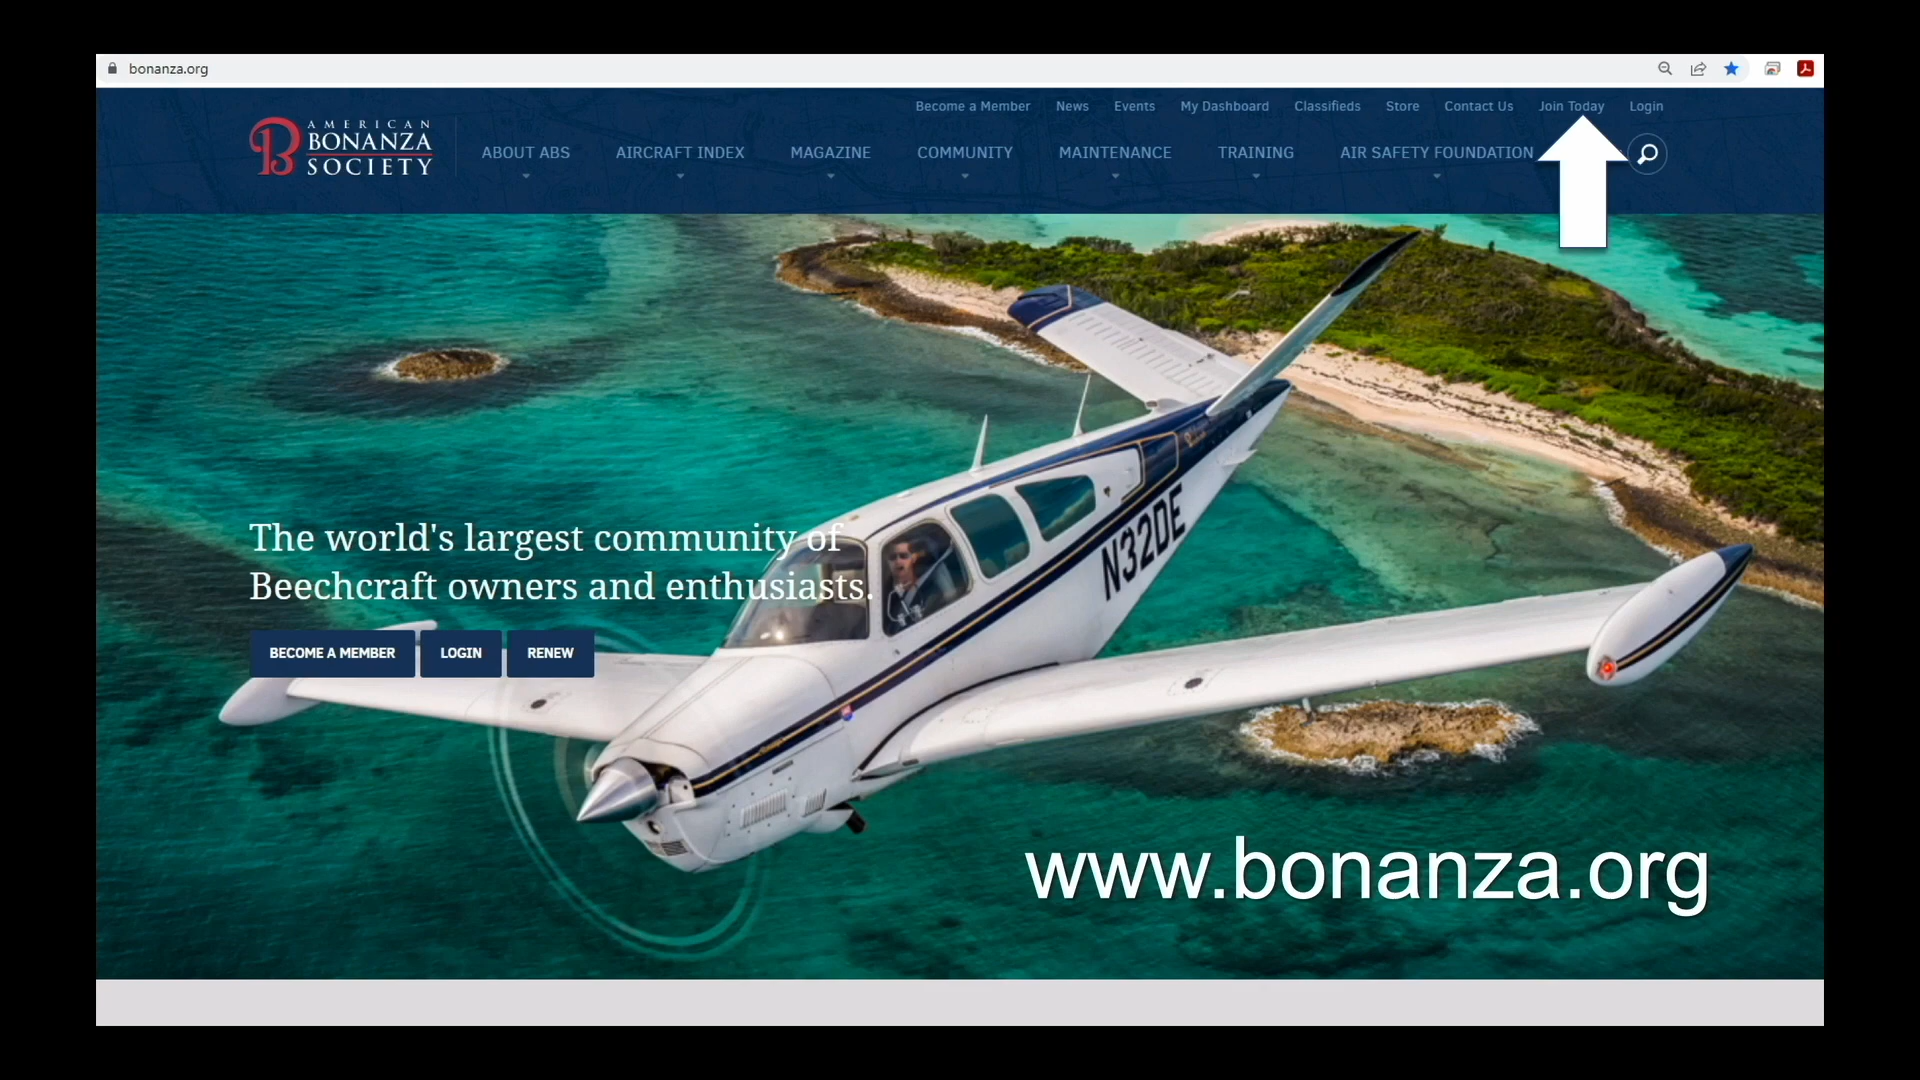 bonanza.org
Become a Member News Events My Dashboard Classifieds Store Contact Us Join Today Login
AMERICAN
BONANZA
SOCIETY
ABOUT ABS AIRCRAFT INDEX MAGAZINE COMMUNITY MAINTENANCE TRAINING AIR SAFETY FOUNDATION
N32DE
The world's largest community of
Beechcraft owners and enthusiasts.
BECOME A MEMBER LOGIN RENEW
www.bonanza.org